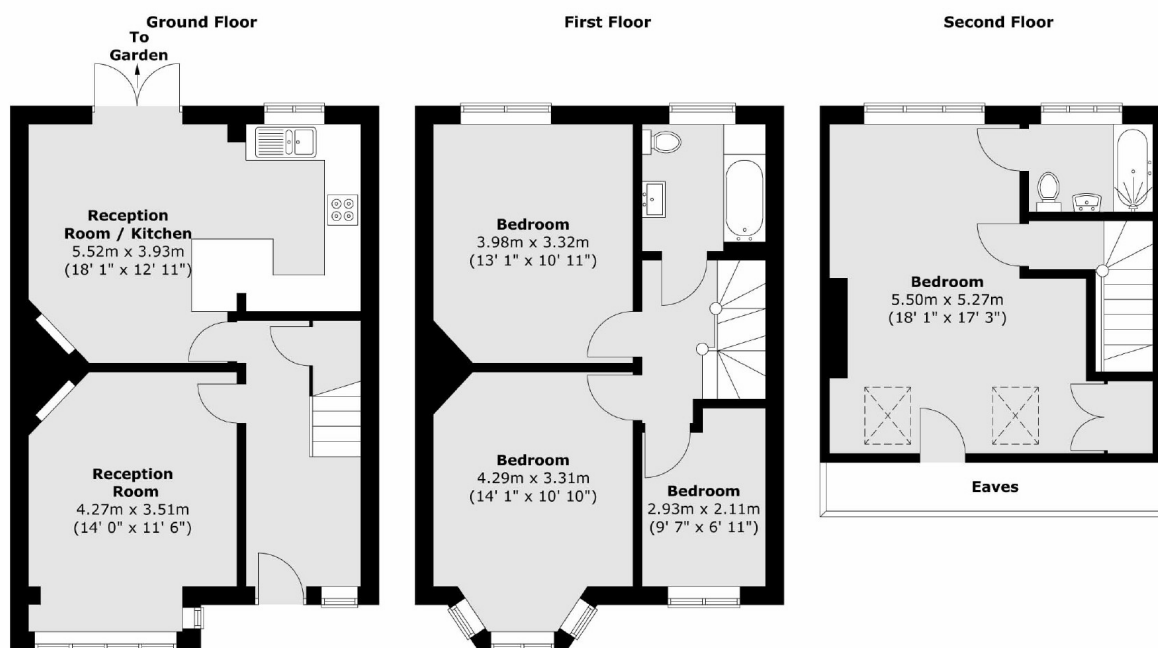 Ground Floor
To
Garden
Reception
Room / Kitchen
5.52m x 3.93m
(18' 1" x 12' 11")
Reception
Room
4.27m x 3.51m
(14' 0" x 11' 6")
First Floor
Bedroom
3.98m x 3.32m
(13' 1" x 10' 11")
Bedroom
4.29m x 3.31m
(14' 1" x 10' 10")
Bedroom
2.93m x 2.11m
(9' 7" x 6' 11")
Second Floor
Bedroom
5.50m x 5.27m
(18' 1" x 17' 3")
Eaves